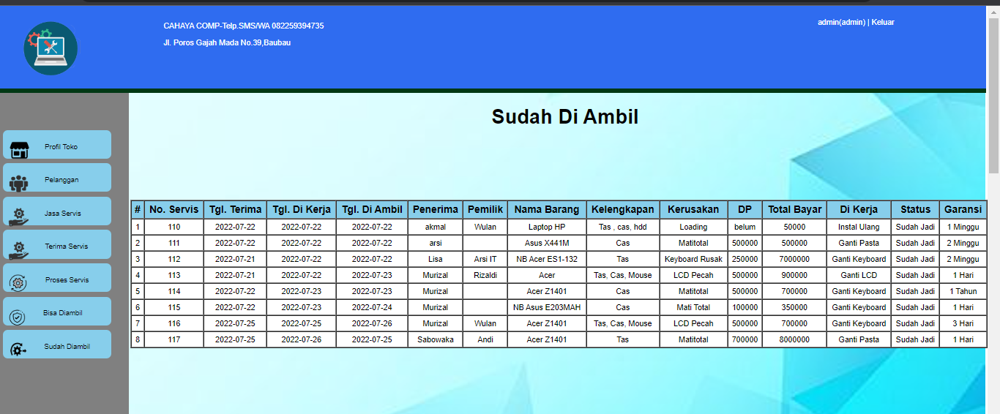 CAHAYA COMP-Telp.SMS/WA 082259394735
admin(admin) | Keluar
Jl. Poros Gajah Mada No.39,Baubau
Sudah Di Ambil
Profil Toko
Pelanggan
Jasa Servis
Terima Servis
Proses Servis
Bisa Diambil
Sudah Diambil
# No. Servis Tgl. Terima Tgl. Di Kerja Tgl. Di Ambil Penerima Pemilik Nama Barang Kelengkapan Kerusakan DP Total Bayar Di Kerja Status Garansi
1 110 2022-07-22 2022-07-22 2022-07-22 akmal Wulan Laptop HP Tas , cas, hdd Loading belum 50000 Instal Ulang Sudah Jadi 1 Minggu
2 111 2022-07-22 2022-07-22 2022-07-22 arsi Asus X441M Cas Matitotal 500000 500000 Ganti Pasta Sudah Jadi 2 Minggu
3 112 2022-07-21 2022-07-22 2022-07-22 Lisa Arsi IT NB Acer ES1-132 Tas Keyboard Rusak 250000 7000000 Ganti Keyboard Sudah Jadi 2 Minggu
4 113 2022-07-21 2022-07-22 2022-07-23 Murizal Rizaldi Acer Tas, Cas, Mouse LCD Pecah 500000 900000 Ganti LCD Sudah Jadi 1 Hari
5 114 2022-07-22 2022-07-23 2022-07-23 Murizal Acer Z1401 Cas Matitotal 500000 700000 Ganti Keyboard Sudah Jadi 1 Tahun
6 115 2022-07-22 2022-07-23 2022-07-24 Murizal NB Asus E203MAH Cas Mati Total 100000 350000 Ganti Keyboard Sudah Jadi 1 Hari
7 116 2022-07-25 2022-07-25 2022-07-26 Murizal Wulan Acer Z1401 Tas, Cas, Mouse LCD Pecah 500000 700000 Ganti Keyboard Sudah Jadi 3 Hari
8 117 2022-07-25 2022-07-26 2022-07-25 Sabowaka Andi Acer Z1401 Tas Matitotal 700000 8000000 Ganti Pasta Sudah Jadi 1 Hari